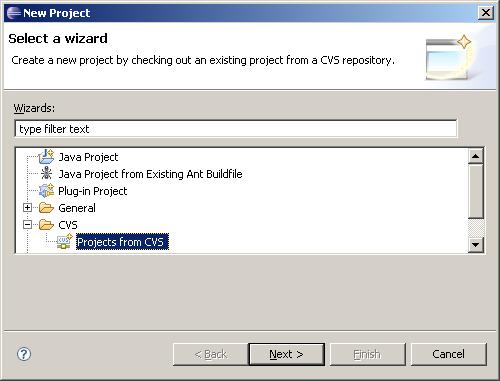 New Project
Select a wizard
Create a new project by checking out an existing project from a CVS repository.
Wizards:
type filter text
Java Project
Java Project from Existing Ant Buildfile
Plug-in Project
General
CVS
Projects from CVS
< Back Next > Finish Cancel